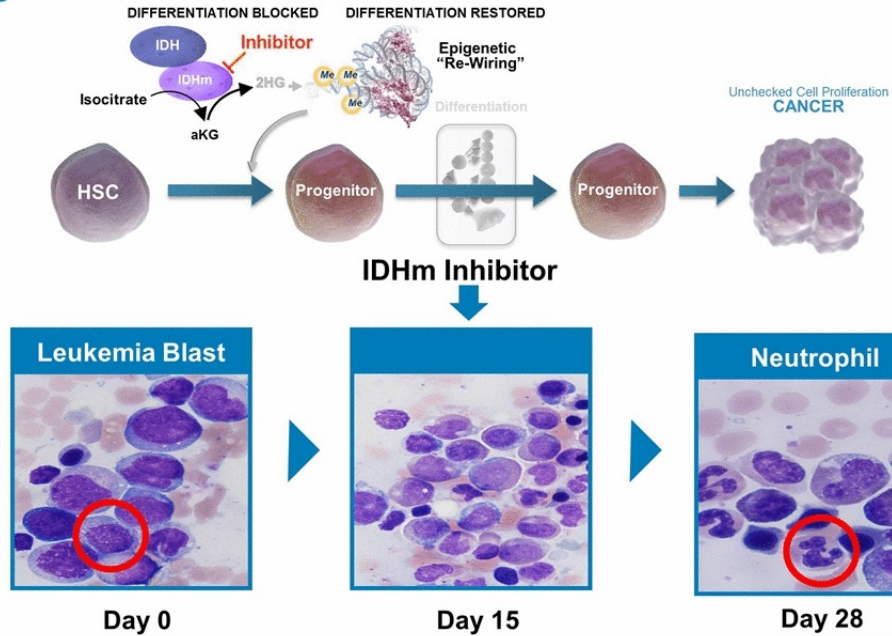 DIFFERENTIATION BLOCKED
DIFFERENTIATION RESTORED
IDH
Inhibitor
IDHm
Isocitrate
2HG
aKG
Me
Me
Me
Epigenetic
"Re-Wiring"
Differentiation
Unchecked Cell Proliferation
CANCER
HSC
Progenitor
Progenitor
IDHm Inhibitor
Leukemia Blast
Neutrophil
Day 0
Day 15
Day 28